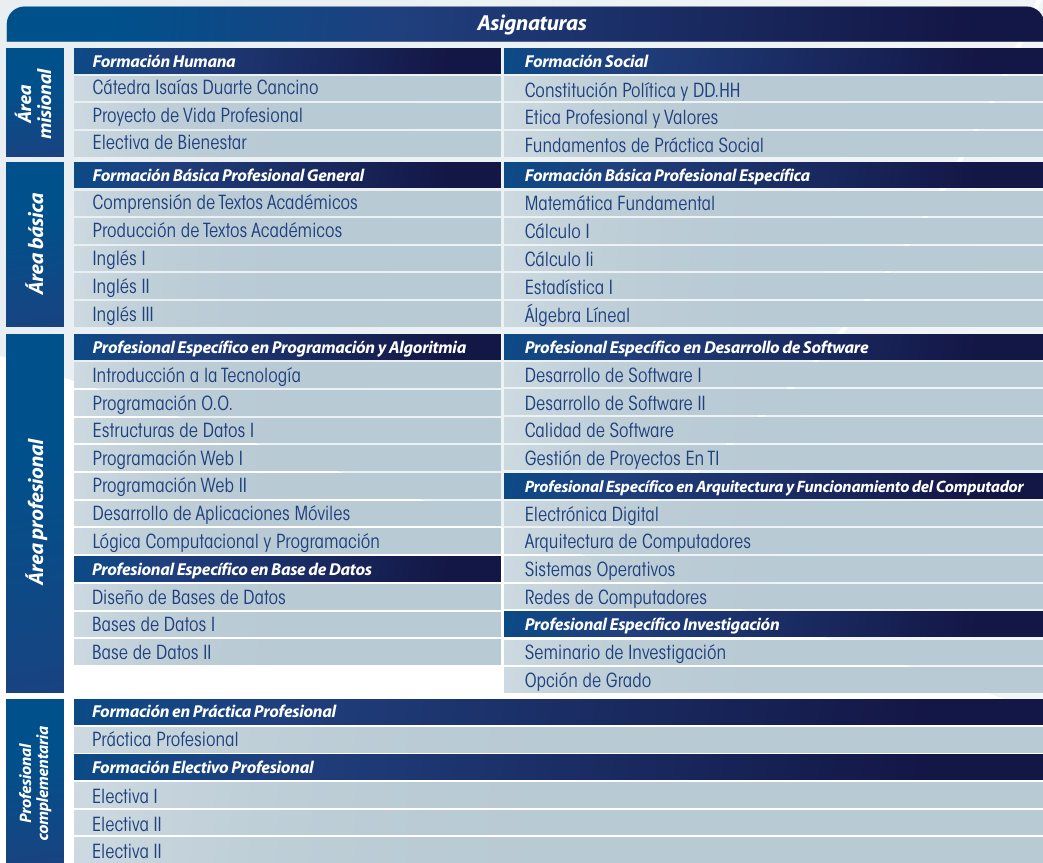 Asignaturas
Área
misional
Formación Humana
Cátedra Isaías Duarte Cancino
Proyecto de Vida Profesional
Electiva de Bienestar
Formación Social
Constitución Política y DD.HH
Etica Profesional y Valores
Fundamentos de Práctica Social
Área básica
Formación Básica Profesional General
Comprensión de Textos Académicos
Producción de Textos Académicos
Inglés I
Inglés II
Inglés III
Formación Básica Profesional Específica
Matemática Fundamental
Cálculo I
Cálculo Ii
Estadística I
Álgebra Líneal
Área profesional
Profesional Específico en Programación y Algoritmia
Introducción a la Tecnología
Programación O.O.
Estructuras de Datos I
Programación Web I
Programación Web II
Desarrollo de Aplicaciones Móviles
Lógica Computacional y Programación
Profesional Específico en Base de Datos
Diseño de Bases de Datos
Bases de Datos I
Base de Datos II
Profesional Específico en Desarrollo de Software
Desarrollo de Software I
Desarrollo de Software II
Calidad de Software
Gestión de Proyectos En TI
Profesional Específico en Arquitectura y Funcionamiento del Computador
Electrónica Digital
Arquitectura de Computadores
Sistemas Operativos
Redes de Computadores
Profesional Específico Investigación
Seminario de Investigación
Opción de Grado
Profesional
complementaria
Formación en Práctica Profesional
Práctica Profesional
Formación Electivo Profesional
Electiva I
Electiva II
Electiva II